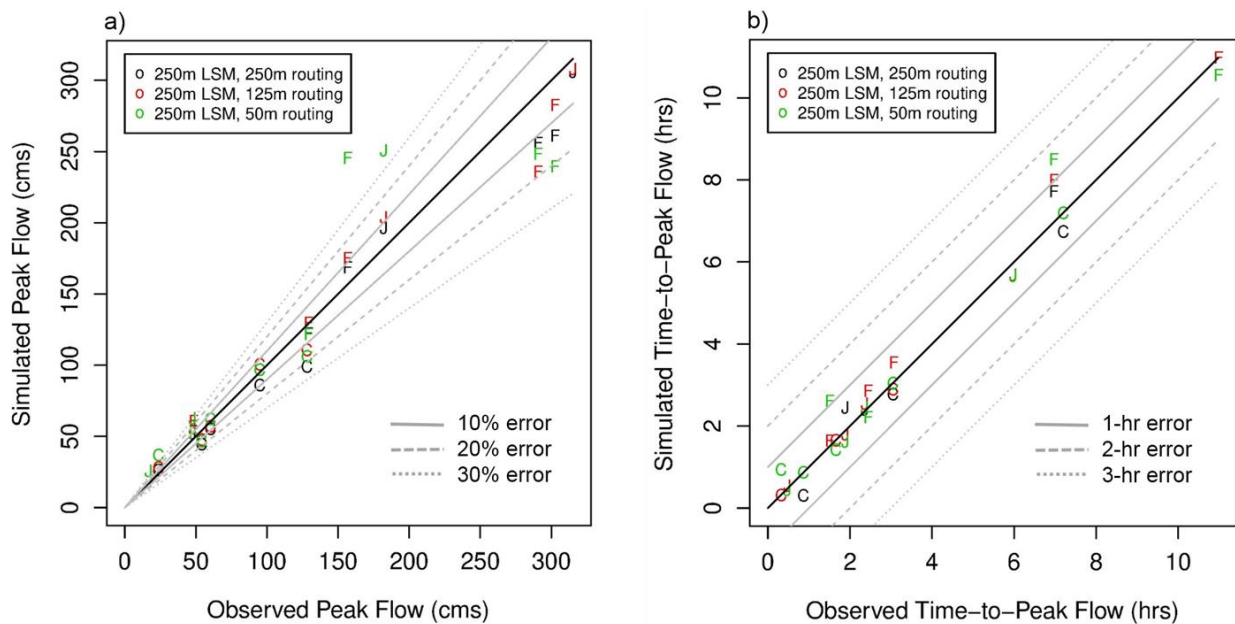 a)
o 250m LSM, 250m routing
o 250m LSM, 125m routing
o 250m LSM, 50m routing
Simulated Peak Flow (cms)
300
250
200
150
100
50
0
10% error
20% error
30% error
0 50 100 150 200 250 300
Observed Peak Flow (cms)
b)
o 250m LSM, 250m routing
o 250m LSM, 125m routing
o 250m LSM, 50m routing
Simulated Time-to-Peak Flow (hrs)
10
8
6
4
2
0
1-hr error
2-hr error
3-hr error
0 2 4 6 8 10
Observed Time-to-Peak Flow (hrs)